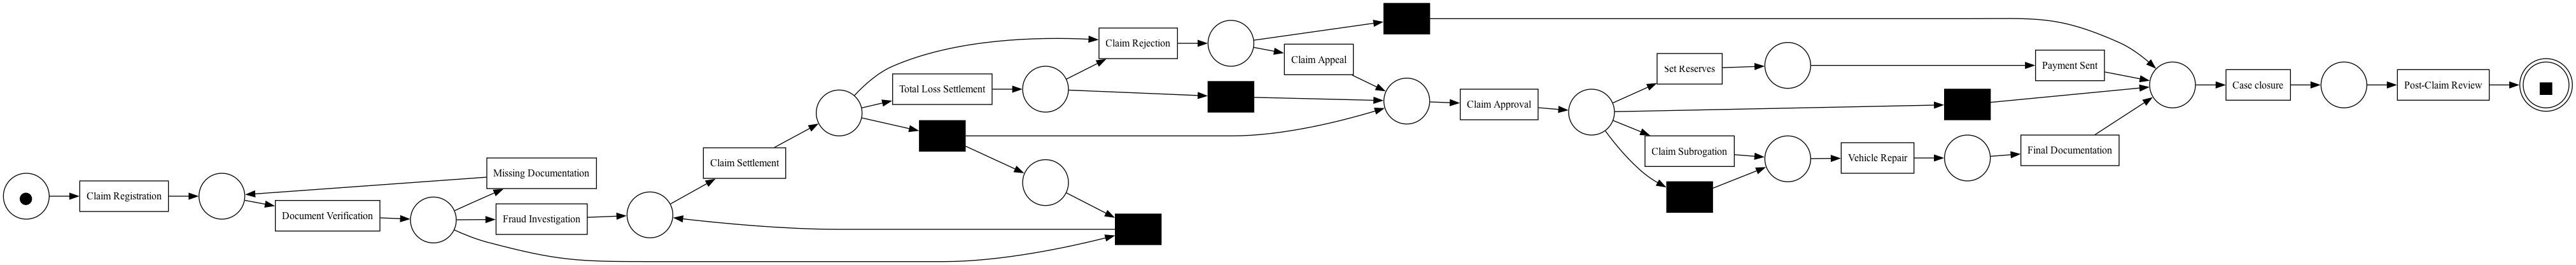 Claim Registration
Document Verification
Missing Documentation
Fraud Investigation
Claim Settlement
Total Loss Settlement
Claim Rejection
Claim Appeal
Claim Approval
Set Reserves
Claim Subrogation
Vehicle Repair
Payment Sent
Final Documentation
Case closure
Post-Claim Review